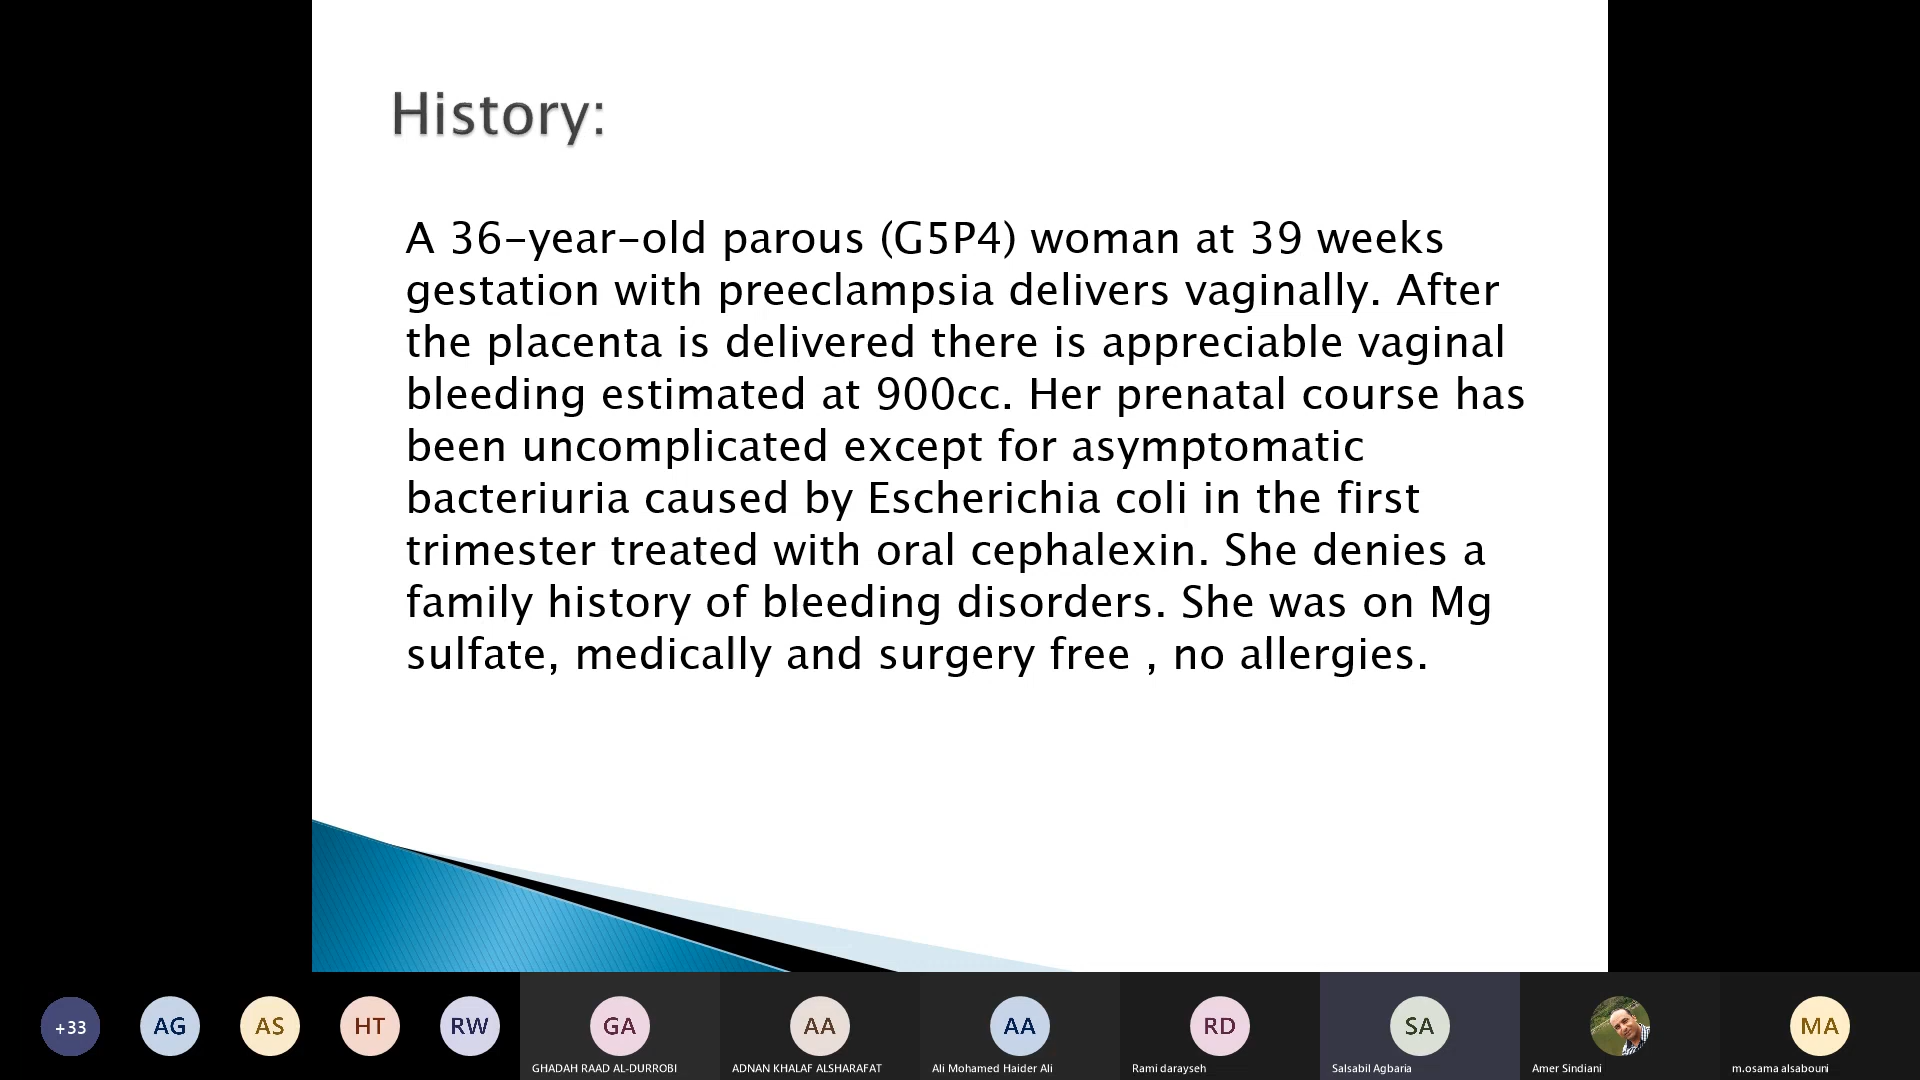 History:
A 36-year-old parous (G5P4) woman at 39 weeks
gestation with preeclampsia delivers vaginally. After
the placenta is delivered there is appreciable vaginal
bleeding estimated at 900cc. Her prenatal course has
been uncomplicated except for asymptomatic
bacteriuria caused by Escherichia coli in the first
trimester treated with oral cephalexin. She denies a
family history of bleeding disorders. She was on Mg
sulfate, medically and surgery free , no allergies.
+33
AG
AS
HT
RW
GA
GHADAH RAAD AL-DURROBI
AA
ADNAN KHALAF ALSHARAFAT
AA
Ali Mohamed Haider Ali
RD
Rami darayseh
SA
Salsabil Agbaria
Amer Sindiani
MA
m.osama alsabouni